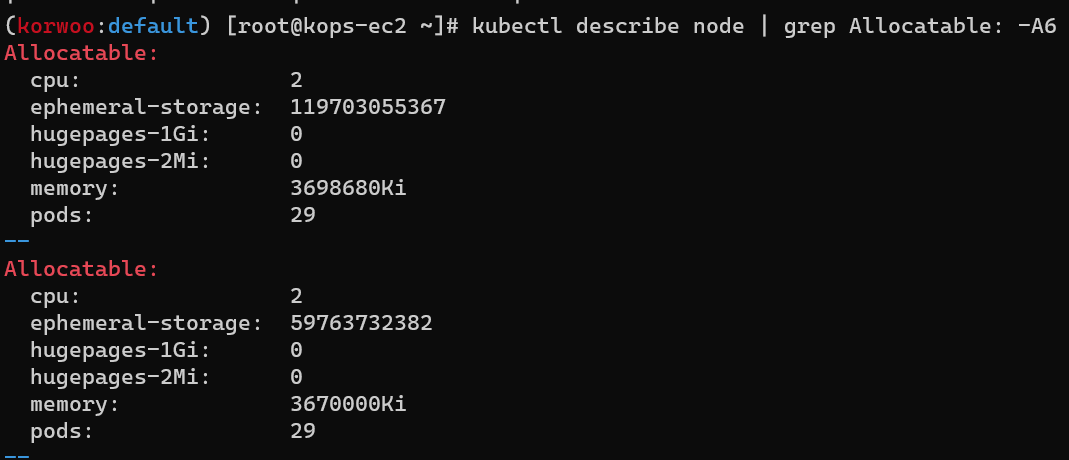 (korwoo:default) [root@kops-ec2 ~]# kubectl describe node | grep Allocatable: -A6
Allocatable:
  cpu:                2
  ephemeral-storage:  119703055367
  hugepages-1Gi:      0
  hugepages-2Mi:      0
  memory:             3698680Ki
  pods:               29
--
Allocatable:
  cpu:                2
  ephemeral-storage:  59763732382
  hugepages-1Gi:      0
  hugepages-2Mi:      0
  memory:             3670000Ki
  pods:               29
--